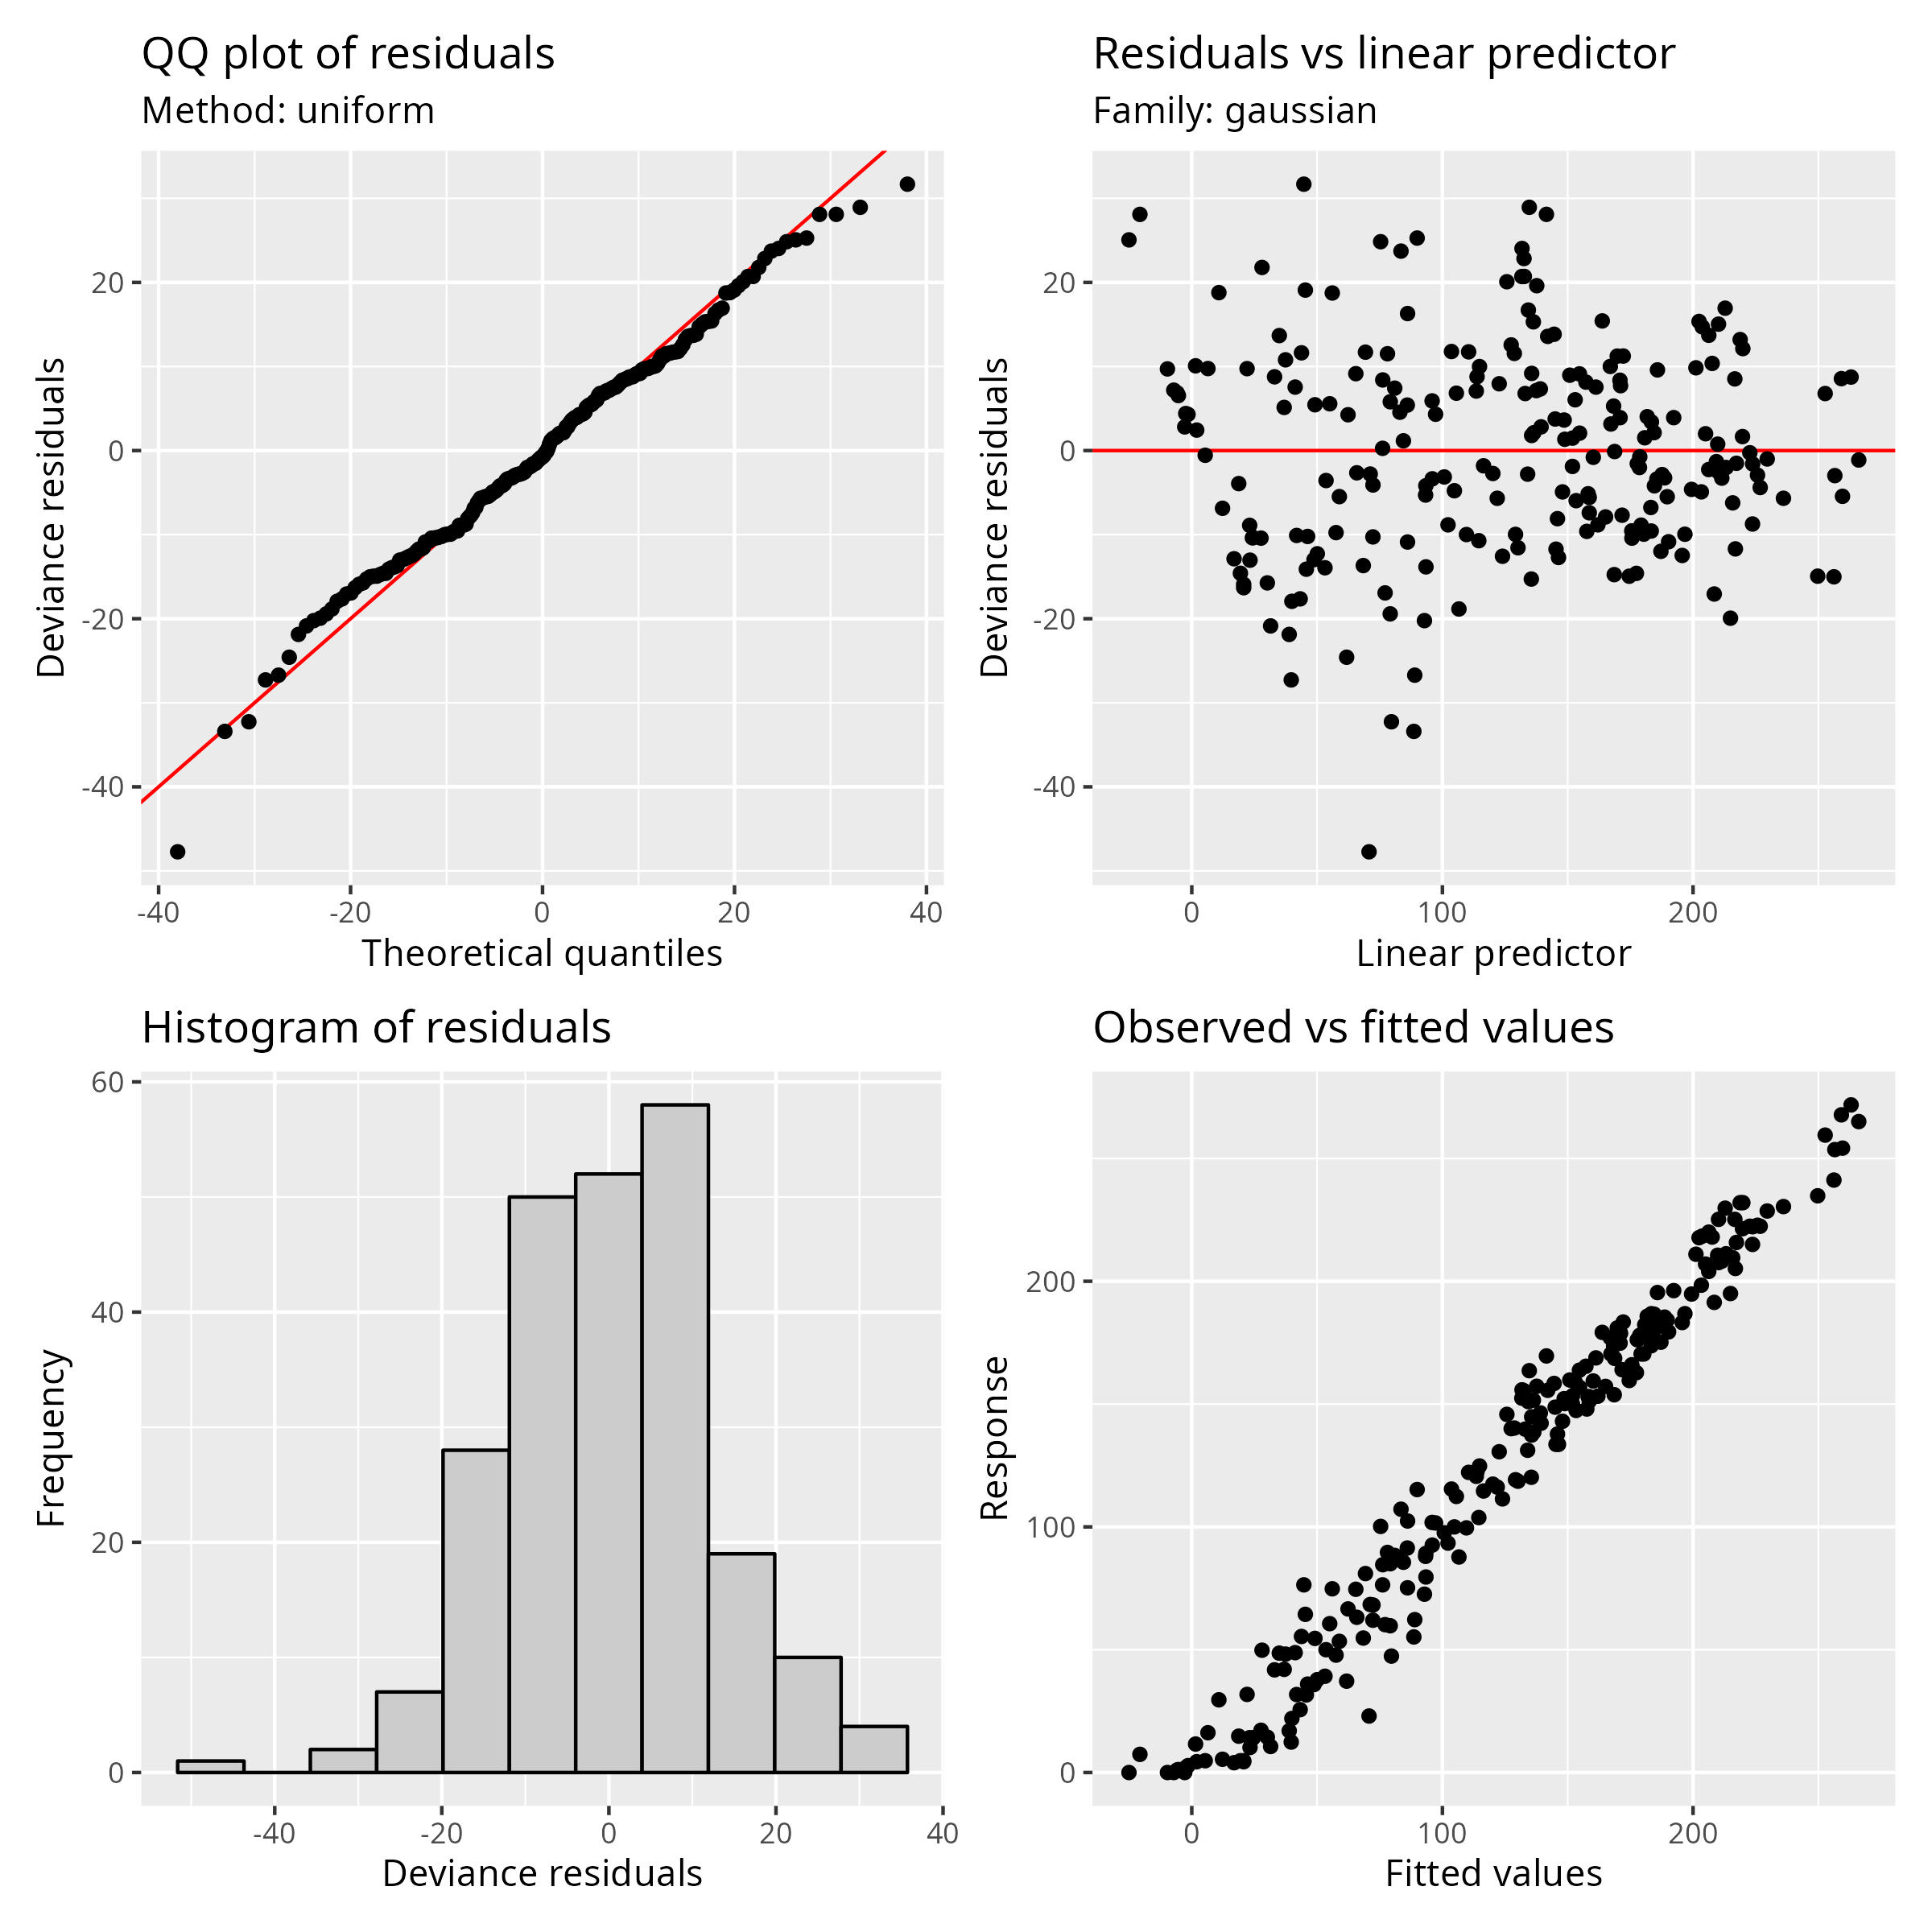 QQ plot of residuals
Method: uniform
20
0
-20
-40
Deviance residuals
-40
-20
0
20
40
Theoretical quantiles
Residuals vs linear predictor
Family: gaussian
20
0
-20
-40
Deviance residuals
0
100
200
Linear predictor
Histogram of residuals
60
40
20
0
Frequency
-40
-20
0
20
40
Deviance residuals
Observed vs fitted values
200
100
0
Response
0
100
200
Fitted values